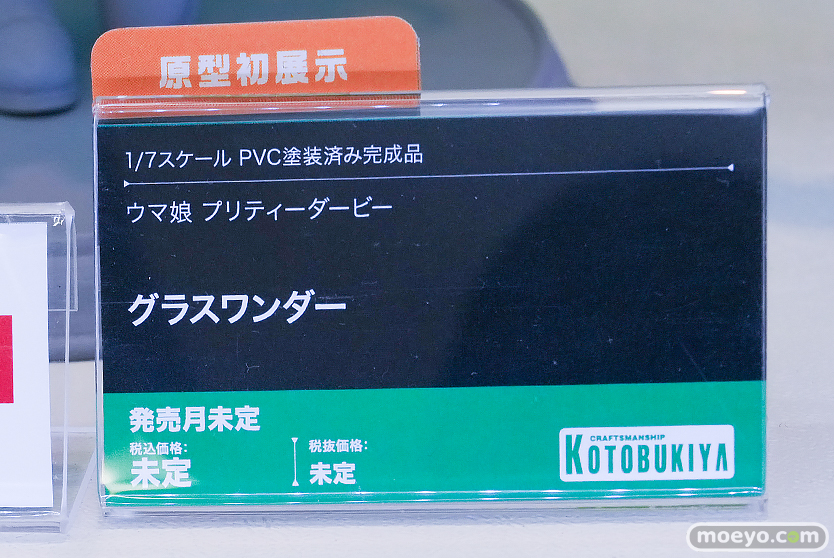 原型初展示
1/7スケール PVC塗装済み完成品
ウマ娘 プリティーダービー
グラスワンダー
発売月未定
税込価格:
未定
税抜価格:
未定
CRAFTSMANSHIP
KOTOBUKIYA
moeyo.com